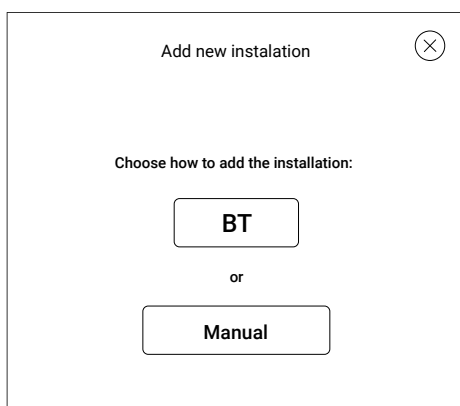 Add new instalation
Choose how to add the installation:
BT
or
Manual